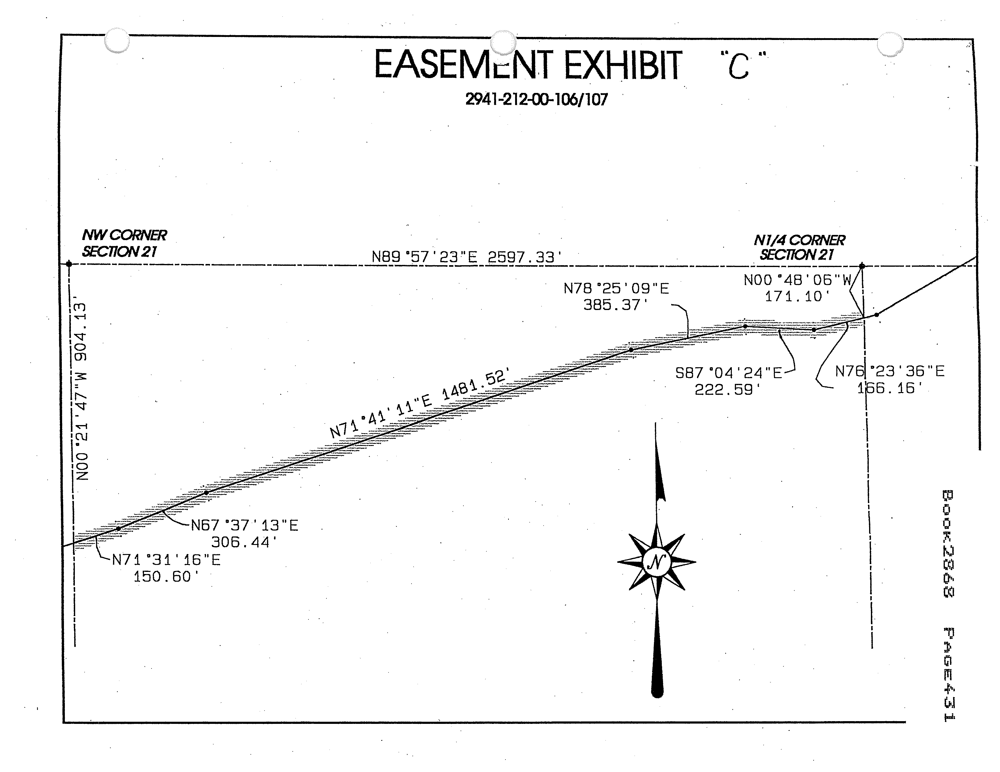 EASEMENT EXHIBIT "C"
2941-212-00-106/107
NW CORNER
SECTION 21
N1/4 CORNER
SECTION 21
N89°57'23"E 2597.33'
N00°48'06"W
171.10'
N78°25'09"E
385.37'
N00°21'47"W 904.13'
S87°04'24"E
222.59'
N76°23'36"E
166.16'
N71°41'11"E 1481.52'
N67°37'13"E
306.44'
N71°31'16"E
150.60'
N
Book2868 PAGE431